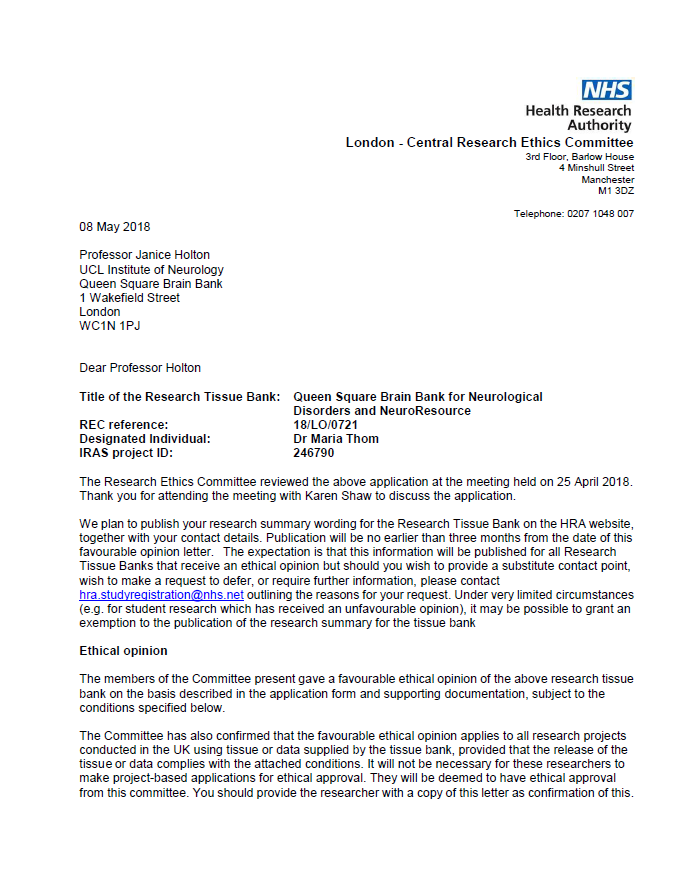 NHS
Health Research
Authority
London - Central Research Ethics Committee
3rd Floor, Barlow House
4 Minshull Street
Manchester
M1 3DZ
Telephone: 0207 1048 007
08 May 2018
Professor Janice Holton
UCL Institute of Neurology
Queen Square Brain Bank
1 Wakefield Street
London
WC1N 1PJ
Dear Professor Holton
Title of the Research Tissue Bank: Queen Square Brain Bank for Neurological
Disorders and NeuroResource
REC reference: 18/LO/0721
Designated Individual: Dr Maria Thom
IRAS project ID: 246790
The Research Ethics Committee reviewed the above application at the meeting held on 25 April 2018.
Thank you for attending the meeting with Karen Shaw to discuss the application.
We plan to publish your research summary wording for the Research Tissue Bank on the HRA website,
together with your contact details. Publication will be no earlier than three months from the date of this
favourable opinion letter. The expectation is that this information will be published for all Research
Tissue Banks that receive an ethical opinion but should you wish to provide a substitute contact point,
wish to make a request to defer, or require further information, please contact
hra.studyregistration@nhs.net outlining the reasons for your request. Under very limited circumstances
(e.g. for student research which has received an unfavourable opinion), it may be possible to grant an
exemption to the publication of the research summary for the tissue bank
Ethical opinion
The members of the Committee present gave a favourable ethical opinion of the above research tissue
bank on the basis described in the application form and supporting documentation, subject to the
conditions specified below.
The Committee has also confirmed that the favourable ethical opinion applies to all research projects
conducted in the UK using tissue or data supplied by the tissue bank, provided that the release of the
tissue or data complies with the attached conditions. It will not be necessary for these researchers to
make project-based applications for ethical approval. They will be deemed to have ethical approval
from this committee. You should provide the researcher with a copy of this letter as confirmation of this.